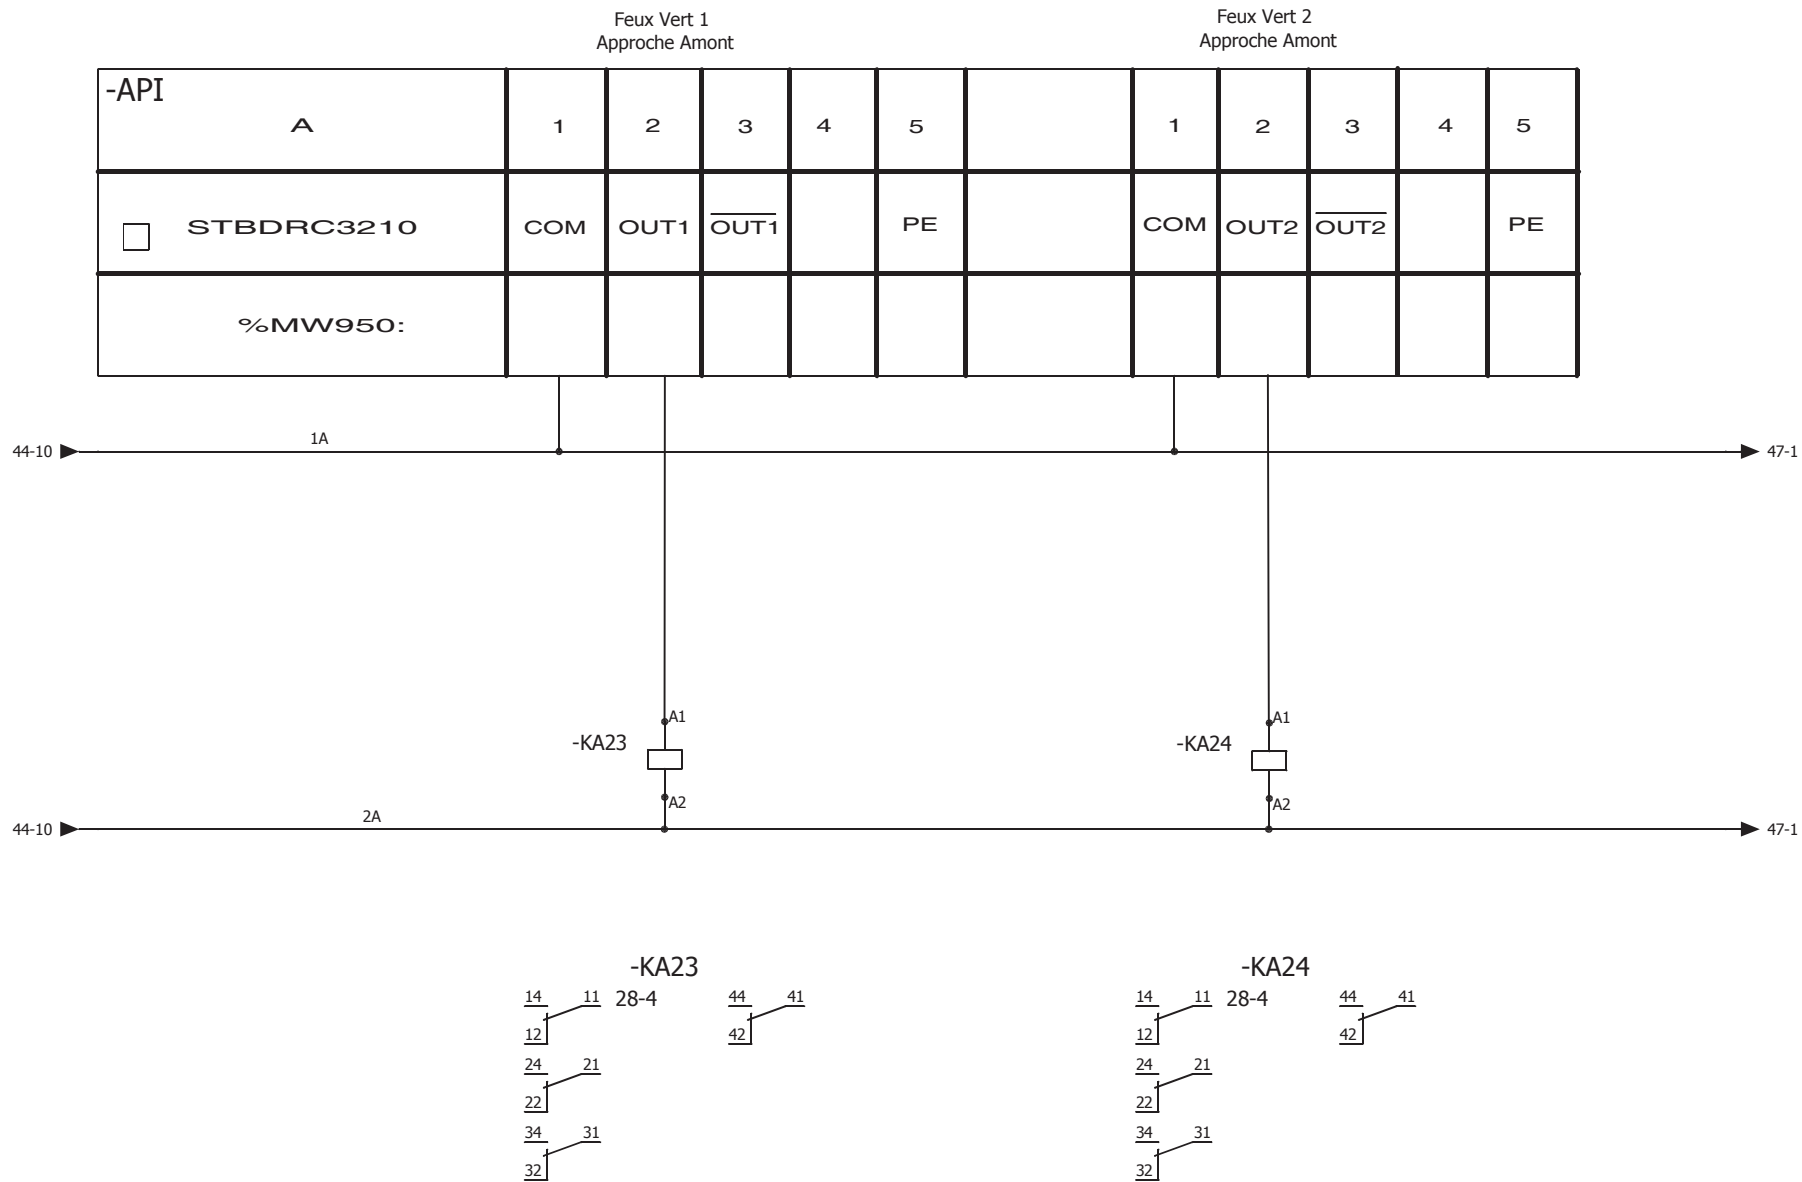 Feux Vert 1
Approche Amont
Feux Vert 2
Approche Amont
-API
A 1 2 3 4 5 1 2 3 4 5
STBDRC3210 COM OUT1 O̅U̅T̅1̅ PE COM OUT2 O̅U̅T̅2̅ PE
%MW950:
1A
44-10 47-1
A1 A1
-KA23 -KA24
A2 A2
2A
44-10 47-1
-KA23 -KA24
14 11 28-4 44 41 14 11 28-4 44 41
12 42 12 42
24 21 24 21
22 22
34 31 34 31
32 32